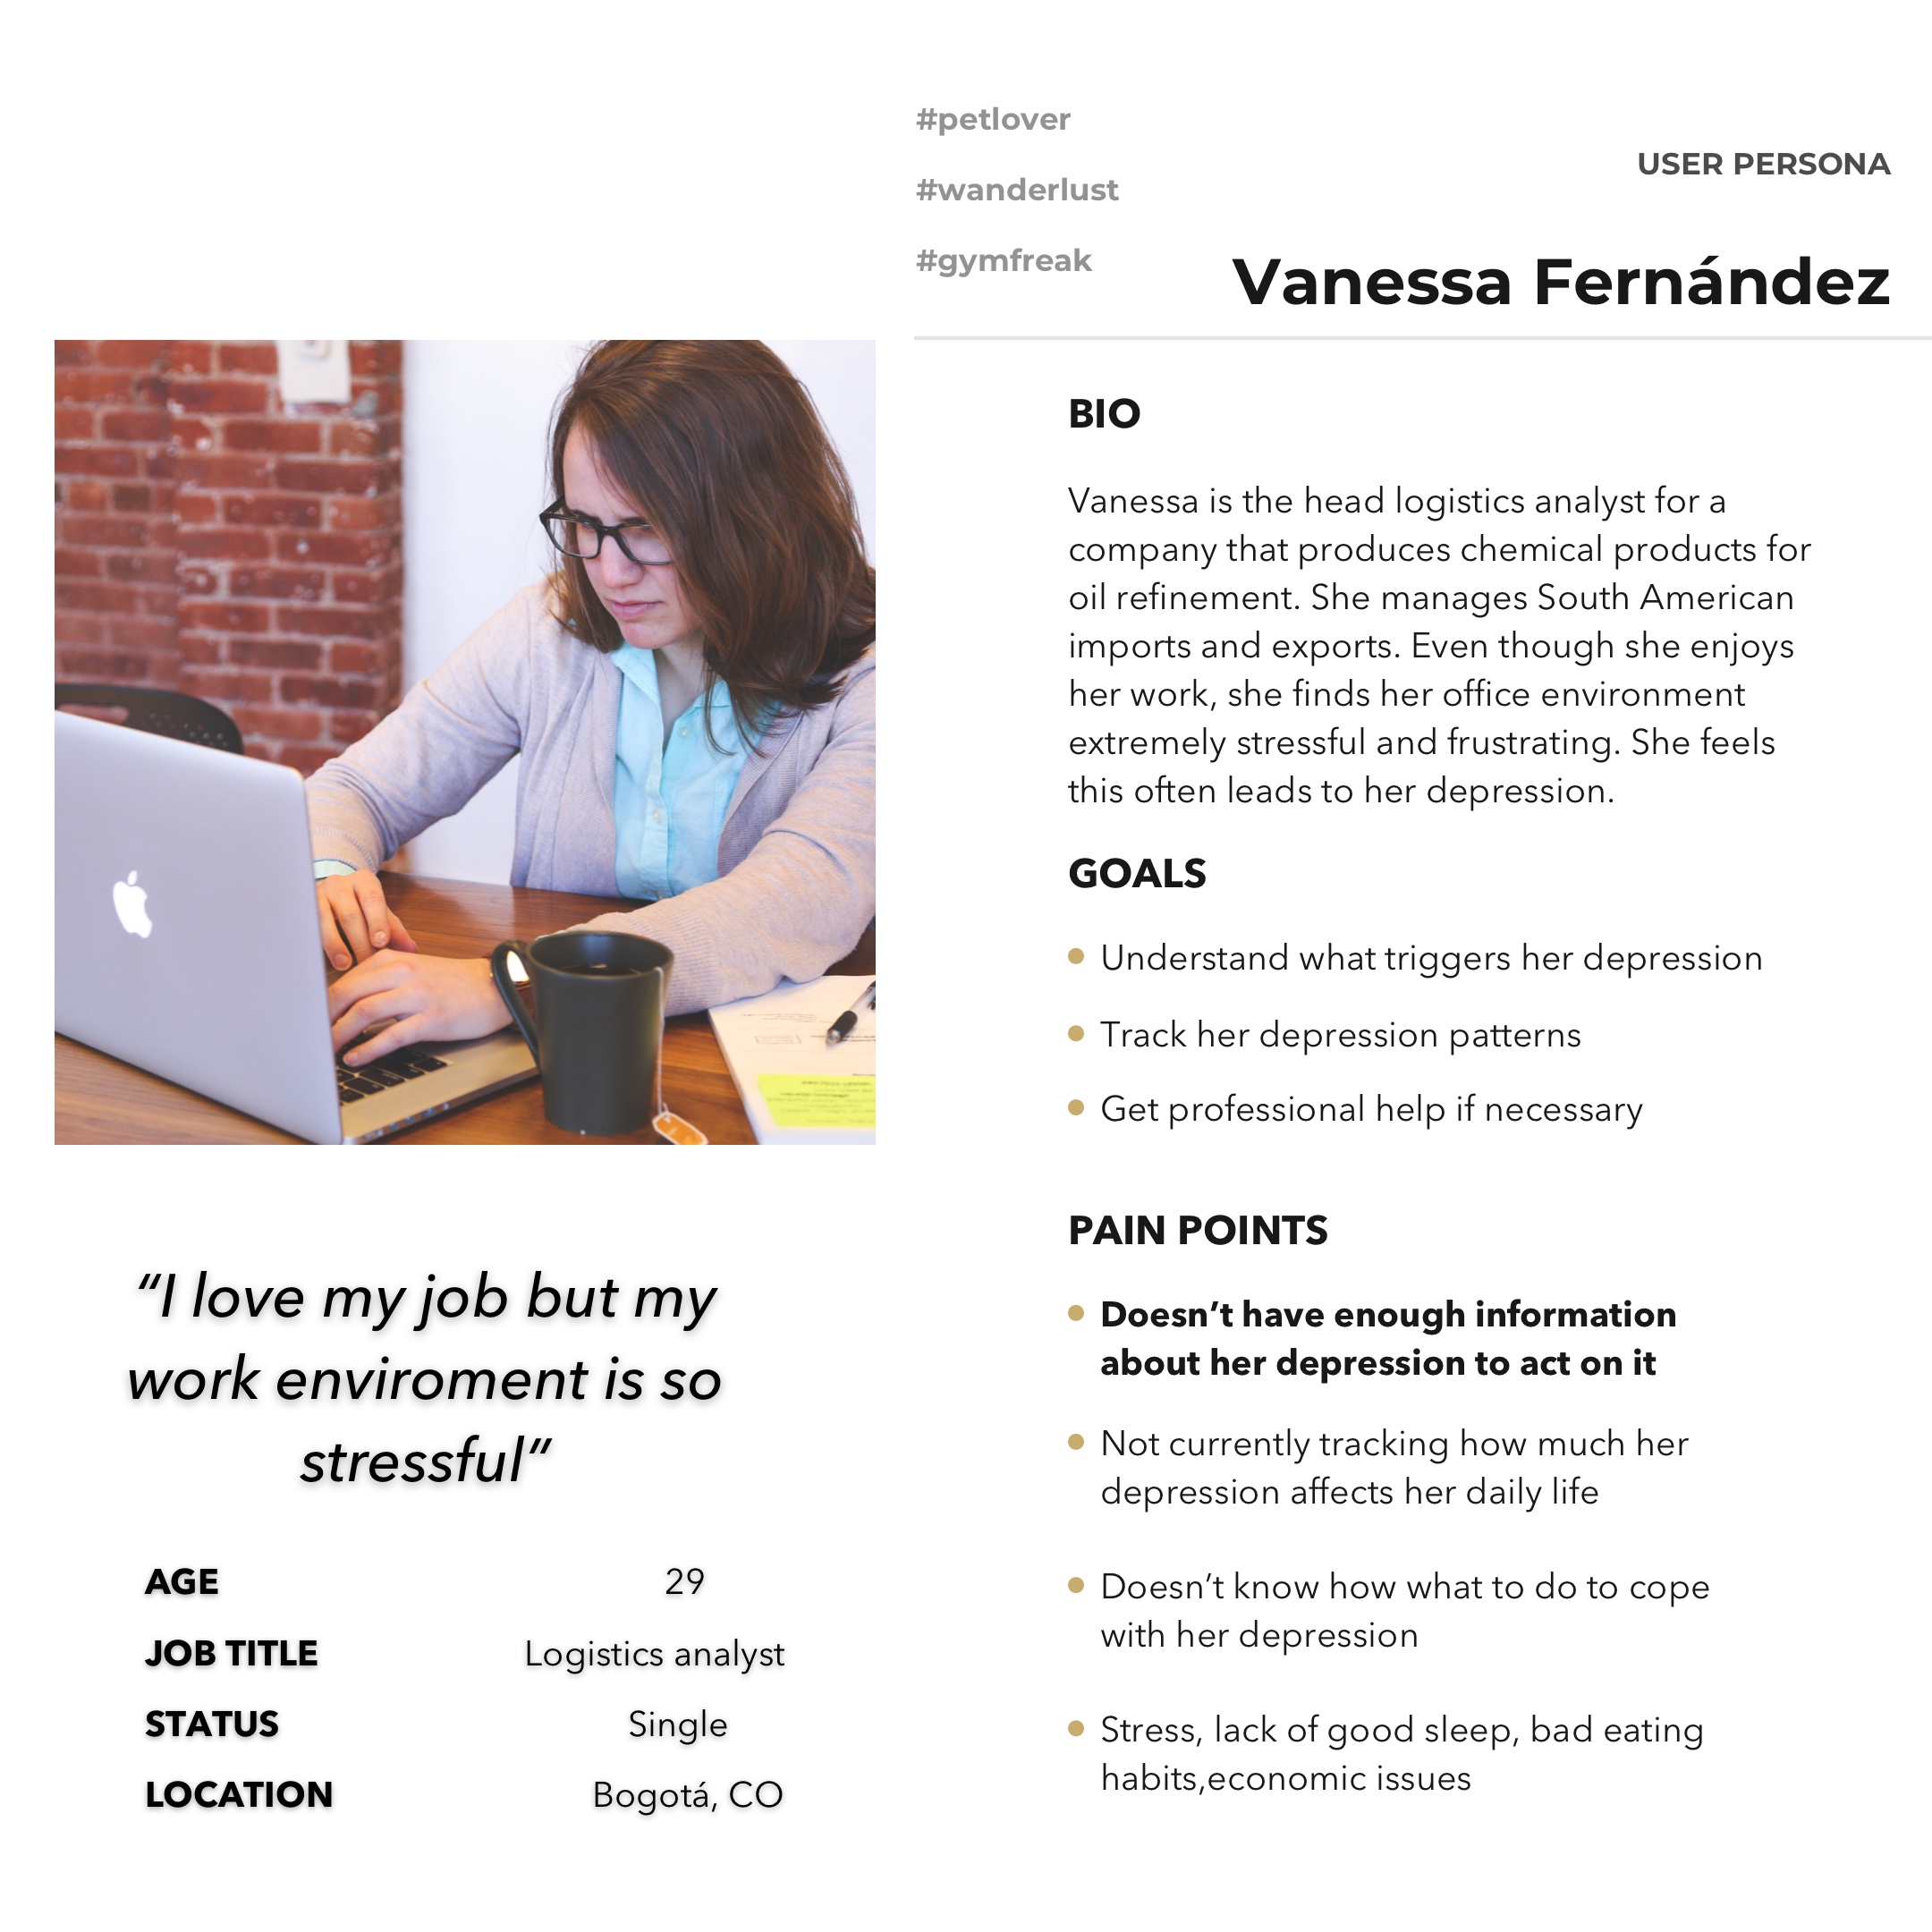 #petlover
#wanderlust
#gymfreak
USER PERSONA
Vanessa Fernández
BIO
Vanessa is the head logistics analyst for a
company that produces chemical products for
oil refinement. She manages South American
imports and exports. Even though she enjoys
her work, she finds her office environment
extremely stressful and frustrating. She feels
this often leads to her depression.
GOALS
Understand what triggers her depression
Track her depression patterns
Get professional help if necessary
PAIN POINTS
Doesn’t have enough information
about her depression to act on it
Not currently tracking how much her
depression affects her daily life
Doesn’t know how what to do to cope
with her depression
Stress, lack of good sleep, bad eating
habits,economic issues
“I love my job but my
work enviroment is so
stressful”
AGE 29
JOB TITLE Logistics analyst
STATUS Single
LOCATION Bogotá, CO